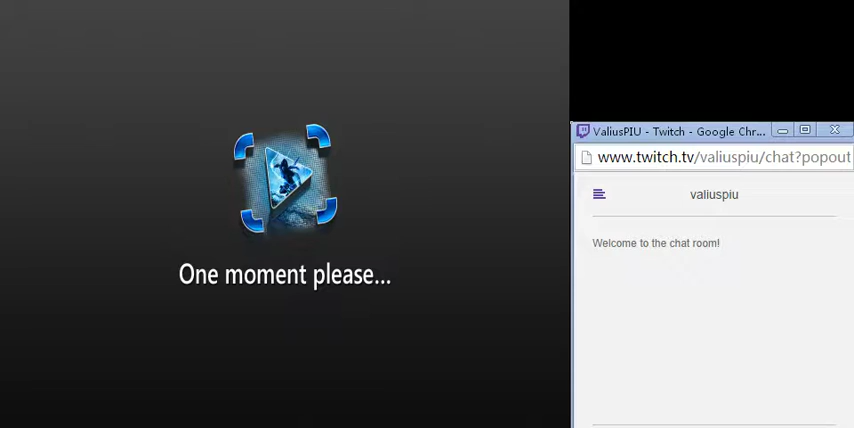 One moment please...
ValiusPIU - Twitch - Google Chr...
www.twitch.tv/valiuspiu/chat?popout
valiuspiu
Welcome to the chat room!